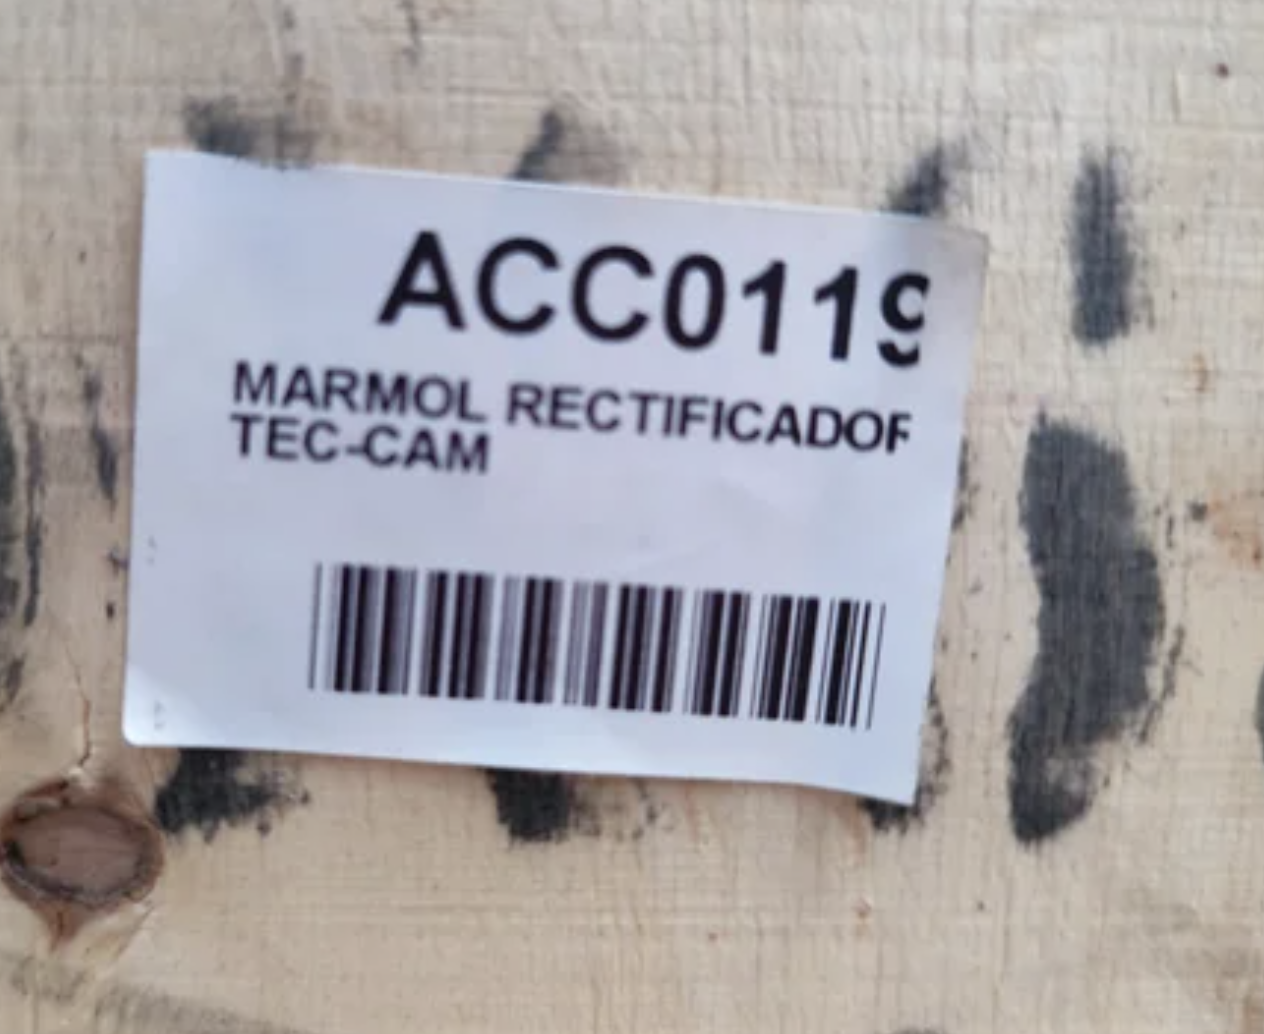 ACC0119
MARMOL RECTIFICADOR
TEC-CAM